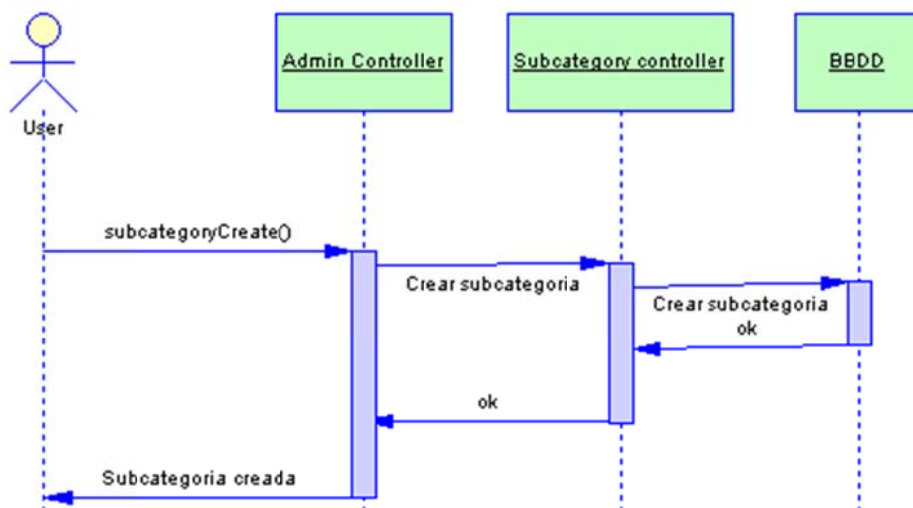 Admin Controller
Subcategory controller
BBDD
User
subcategoryCreate()
Crear subcategoria
Crear subcategoria
ok
ok
Subcategoria creada